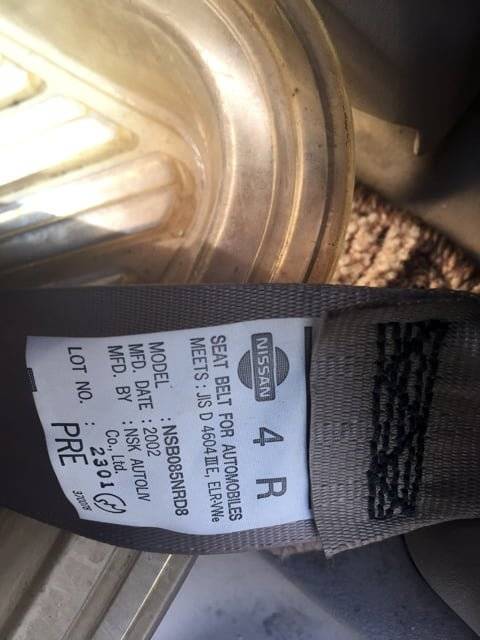 NISSAN 4 R
SEAT BELT FOR AUTOMOBILES
MEETS : JIS D 4604 III E, ELR-VWe
MODEL : NSB085NRD8
MFD. DATE : 2002
MFD. BY : NSK AUTOLIV
Co., Ltd.
LOT NO. : 2301
PRE